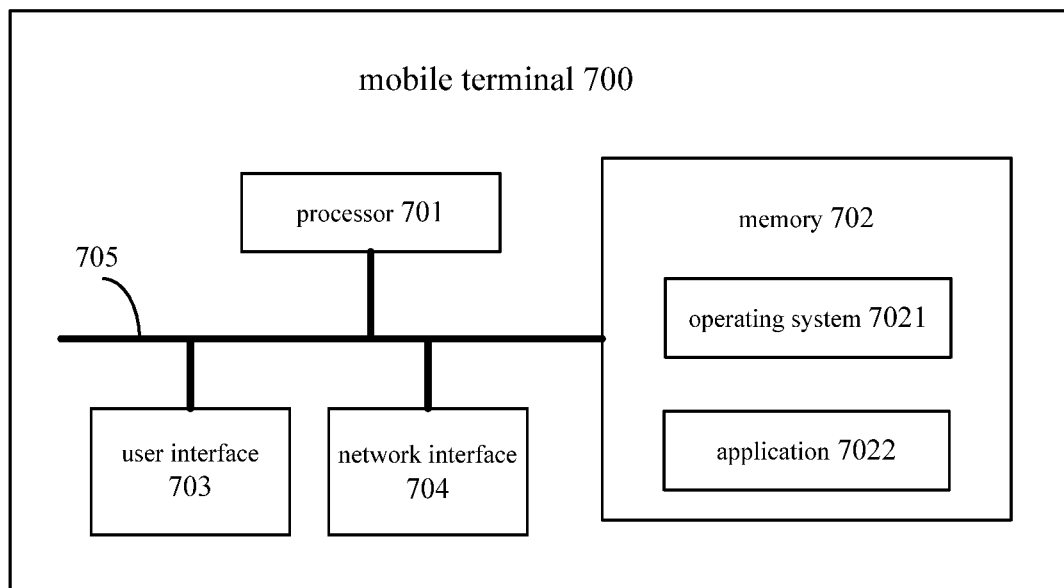 mobile terminal 700
processor 701
memory 702
705
operating system 7021
user interface
703
network interface
704
application 7022